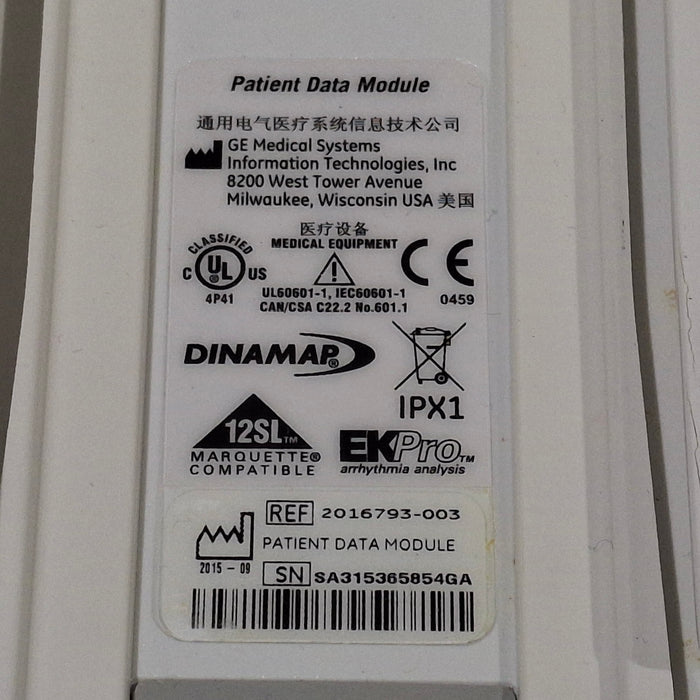 Patient Data Module
通用电气医疗系统信息技术公司
GE Medical Systems
Information Technologies, Inc
8200 West Tower Avenue
Milwaukee, Wisconsin USA 美国
医疗设备
MEDICAL EQUIPMENT
CLASSIFIED
C UL ® US
4P41
UL60601-1, IEC60601-1
CAN/CSA C22.2 No.601.1
CE
0459
DINAMAP®
IPX1
12SL™
MARQUETTE®
COMPATIBLE
EKPro™
arrhythmia analysis
REF 2016793-003
PATIENT DATA MODULE
2015 - 09
SN SA315365854GA